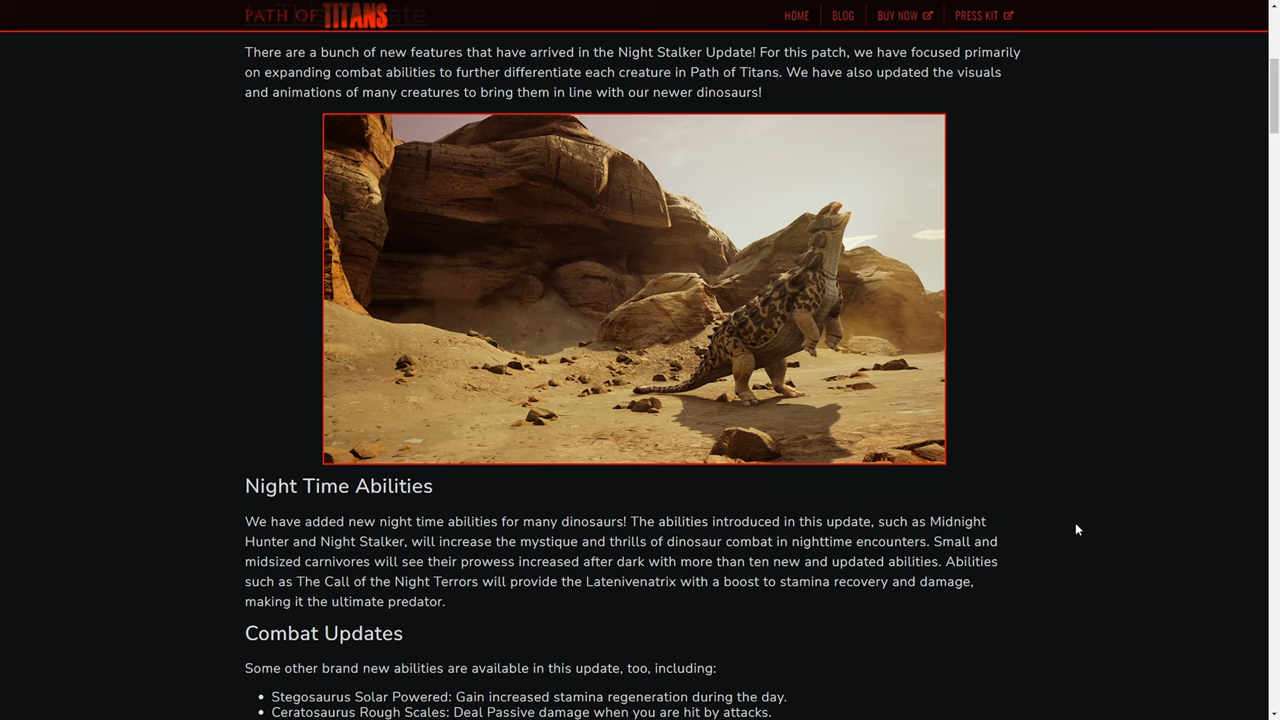 PATH OF TITANS
HOME
BLOG
BUY NOW
PRESS KIT
There are a bunch of new features that have arrived in the Night Stalker Update! For this patch, we have focused primarily
on expanding combat abilities to further differentiate each creature in Path of Titans. We have also updated the visuals
and animations of many creatures to bring them in line with our newer dinosaurs!
Night Time Abilities
We have added new night time abilities for many dinosaurs! The abilities introduced in this update, such as Midnight
Hunter and Night Stalker, will increase the mystique and thrills of dinosaur combat in nighttime encounters. Small and
midsized carnivores will see their prowess increased after dark with more than ten new and updated abilities. Abilities
such as The Call of the Night Terrors will provide the Latenivenatrix with a boost to stamina recovery and damage,
making it the ultimate predator.
Combat Updates
Some other brand new abilities are available in this update, too, including:
• Stegosaurus Solar Powered: Gain increased stamina regeneration during the day.
• Ceratosaurus Rough Scales: Deal Passive damage when you are hit by attacks.